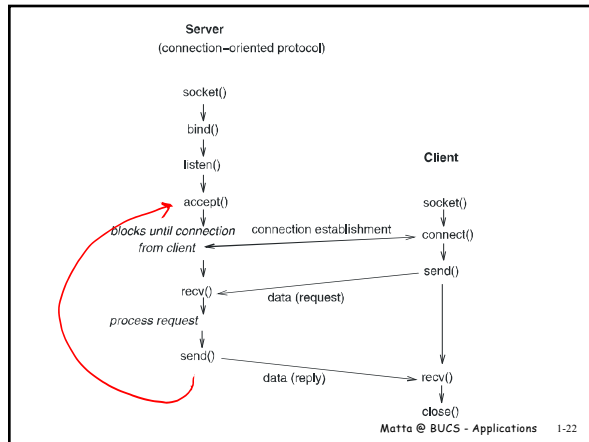 Server
(connection-oriented protocol)
socket()
bind()
listen()
accept()
blocks until connection
from client
recv()
process request
send()
connection establishment
data (request)
data (reply)
Client
socket()
connect()
send()
recv()
close()
Matta @ BUCS - Applications 1-22